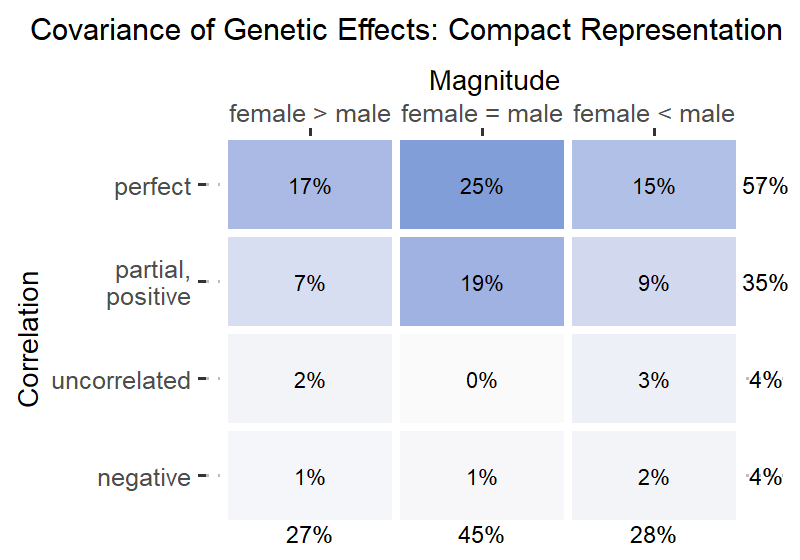 Covariance of Genetic Effects: Compact Representation
Magnitude
female > male female = male female < male
perfect 17% 25% 15% 57%
partial,
positive 7% 19% 9% 35%
uncorrelated 2% 0% 3% 4%
negative 1% 1% 2% 4%
27% 45% 28%
Correlation